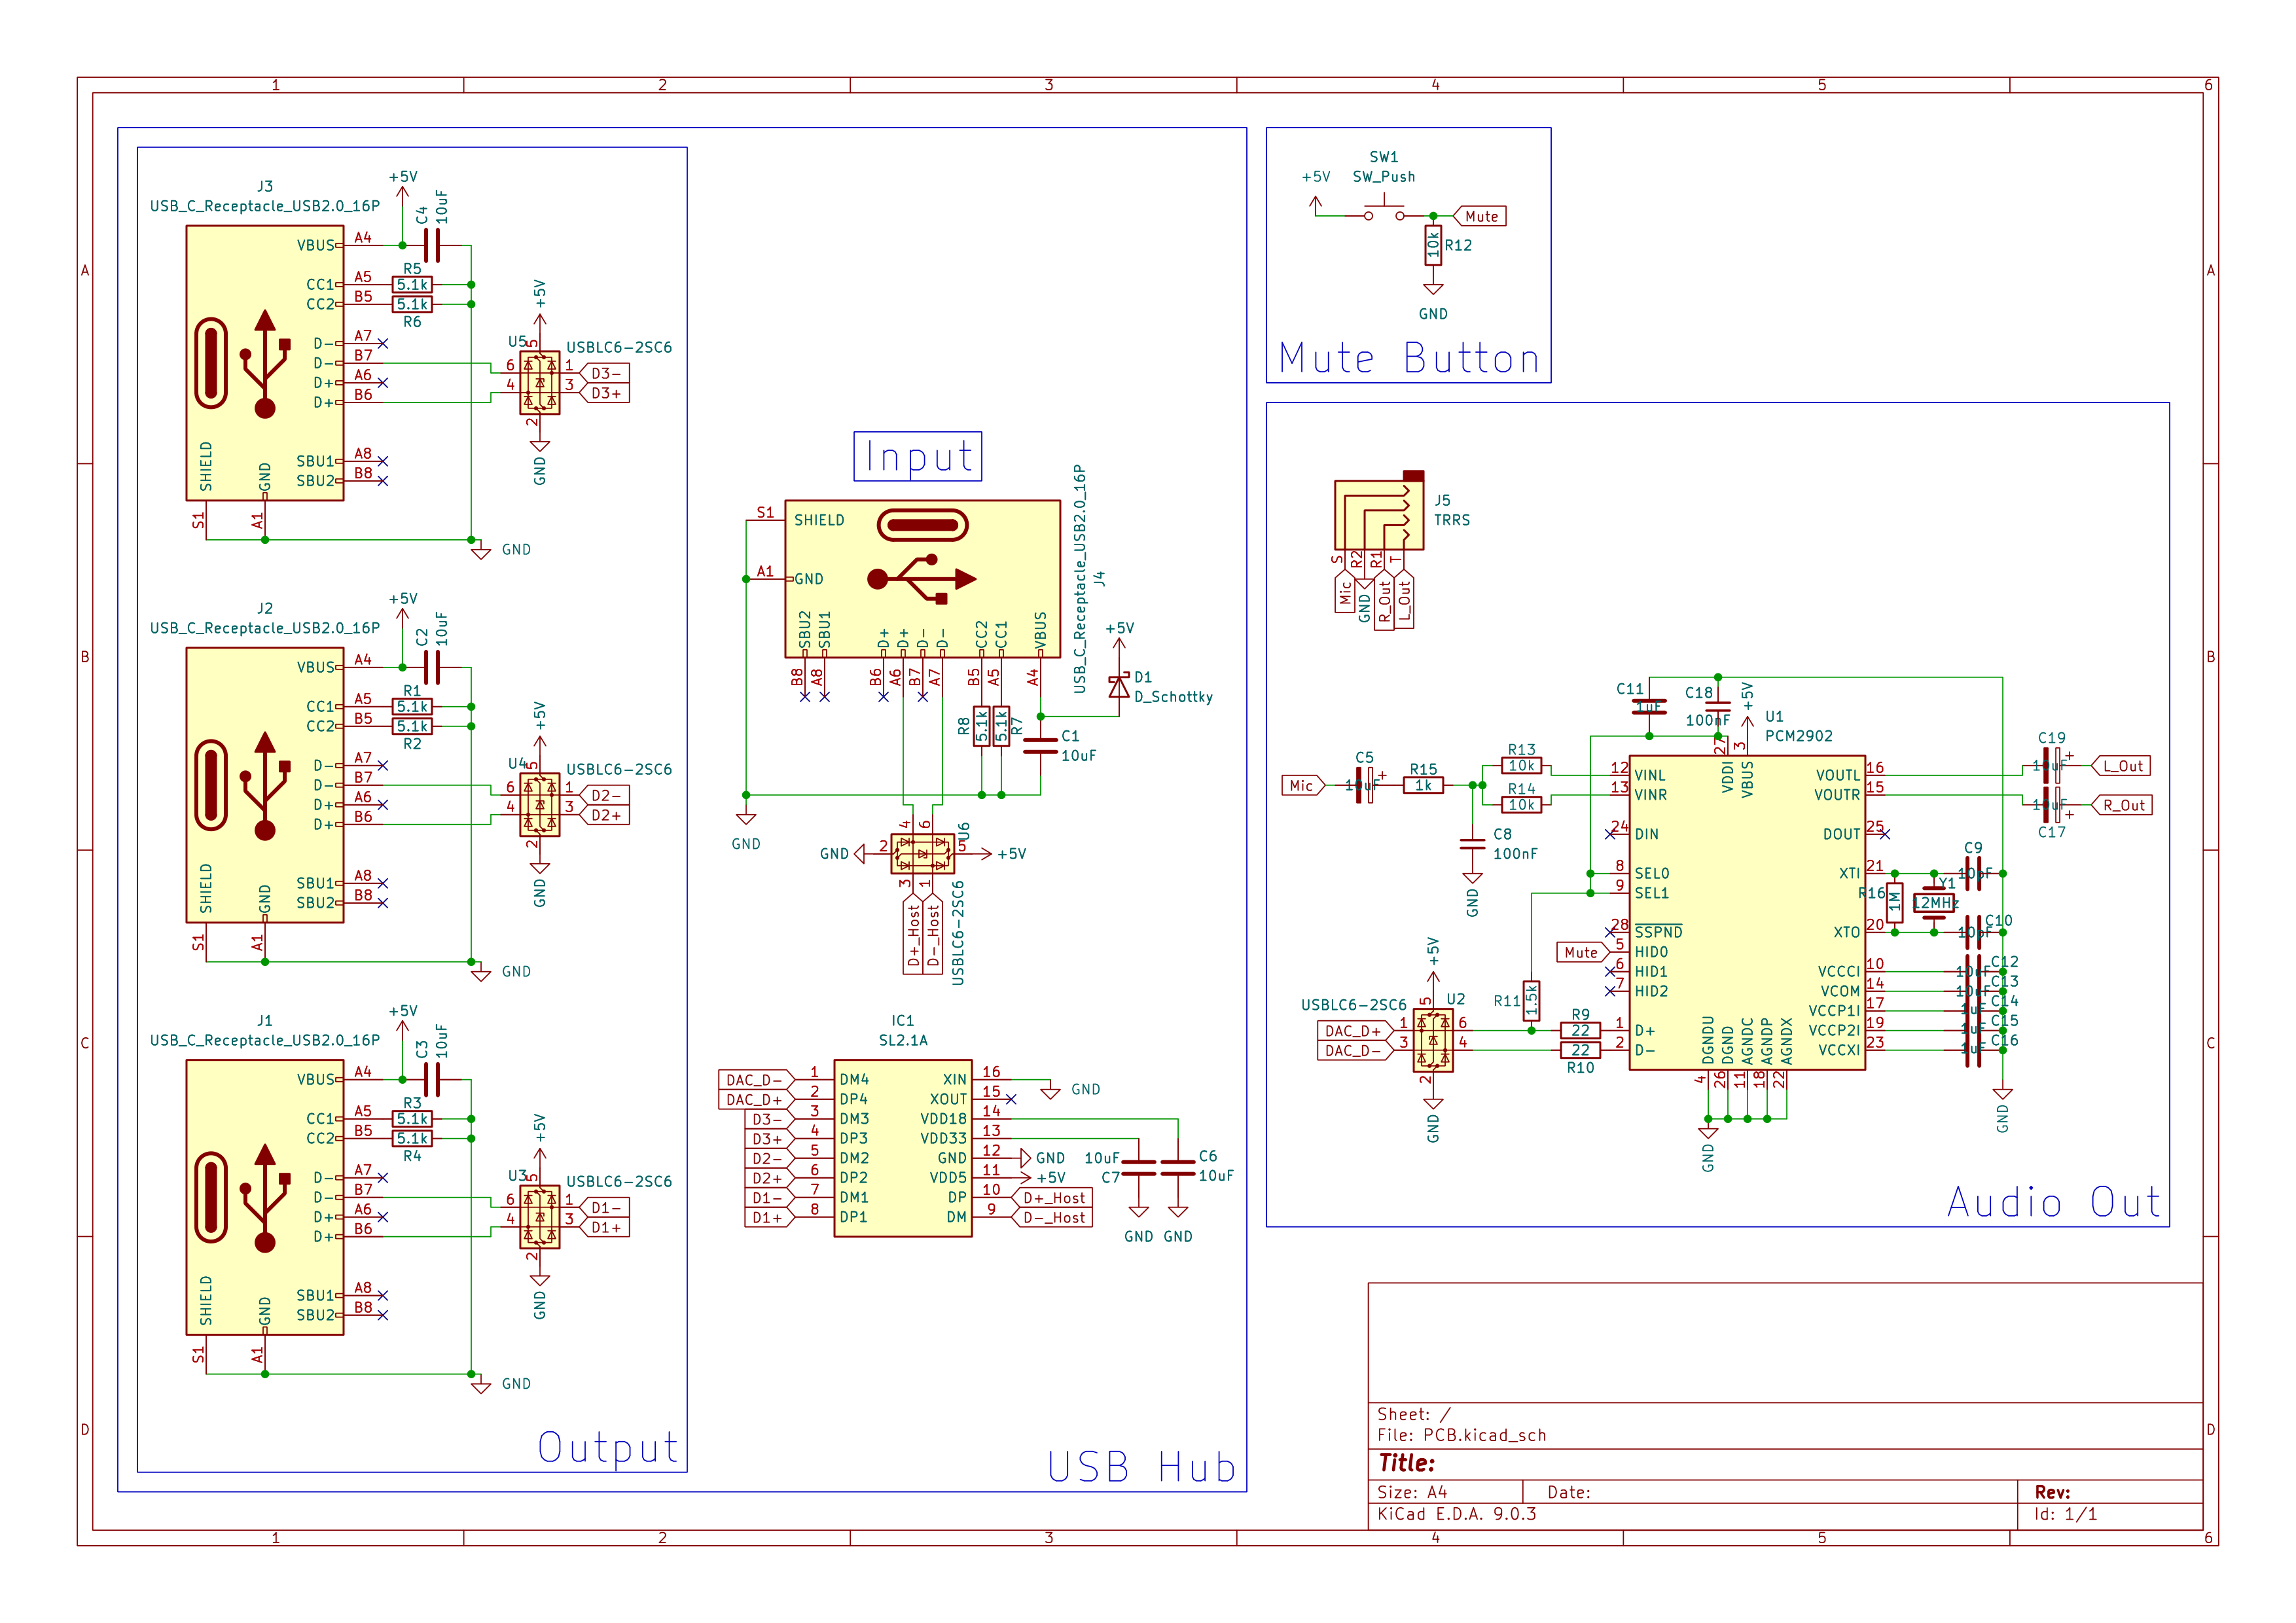 1 2 3 4 5 6
A
B
C
D
J3
USB_C_Receptacle_USB2.0_16P
+5V
C4
10uF
VBUS A4
CC1 A5
CC2 B5
R5
5.1k
5.1k
R6
D- A7
D- B7
D+ A6
D+ B6
SBU1 A8
SBU2 B8
SHIELD
GND
S1
A1
GND
+5V
U5
USBLC6-2SC6
5
6 1
4 3
2
D3-
D3+
GND
J2
USB_C_Receptacle_USB2.0_16P
+5V
C2
10uF
VBUS A4
CC1 A5
CC2 B5
R1
5.1k
5.1k
R2
D- A7
D- B7
D+ A6
D+ B6
SBU1 A8
SBU2 B8
SHIELD
GND
S1
A1
GND
+5V
U4
USBLC6-2SC6
5
6 1
4 3
2
D2-
D2+
GND
J1
USB_C_Receptacle_USB2.0_16P
+5V
C3
10uF
VBUS A4
CC1 A5
CC2 B5
R3
5.1k
5.1k
R4
D- A7
D- B7
D+ A6
D+ B6
SBU1 A8
SBU2 B8
SHIELD
GND
S1
A1
GND
+5V
U3
USBLC6-2SC6
5
6 1
4 3
2
D1-
D1+
GND
Output
Input
S1 SHIELD
A1 GND
SBU2 SBU1 D+ D+ D- D- CC2 CC1 VBUS
B8 A8 B6 A6 B7 A7 B5 A5 A4
USB_C_Receptacle_USB2.0_16P
J4
+5V
D1
D_Schottky
R8
5.1k
5.1k
R7
C1
10uF
GND
4 6
U6
GND 2 5 +5V
3 1
D+_Host
D-_Host
USBLC6-2SC6
IC1
SL2.1A
DAC_D- 1 DM4 XIN 16 GND
DAC_D+ 2 DP4 XOUT 15
D3- 3 DM3 VDD18 14
D3+ 4 DP3 VDD33 13
D2- 5 DM2 GND 12 GND
D2+ 6 DP2 VDD5 11 +5V
D1- 7 DM1 DP 10 D+_Host
D1+ 8 DP1 DM 9 D-_Host
10uF
C7
C6
10uF
GND GND
USB Hub
SW1
SW_Push
+5V
Mute
10k
R12
GND
Mute Button
J5
TRRS
S R2 R1 T
Mic
GND
R_Out
L_Out
C11
1uF
C18
100nF
+5V
U1
PCM2902
27 3
VDDI VBUS
Mic
C5
10uF
R15
1k
R13
10k
R14
10k
C8
100nF
GND
12 VINL VOUTL 16
13 VINR VOUTR 15
24 DIN DOUT 25
8 SEL0 XTI 21
9 SEL1
28 SSPND XTO 20
Mute 5 HID0
6 HID1 VCCCI 10
7 HID2 VCOM 14
VCCP1I 17
1 D+ VCCP2I 19
2 D- VCCXI 23
DGNDU DGND AGNDC AGNDP AGNDX
4 26 11 18 22
GND
C19
10uF
L_Out
10uF
C17
R_Out
C9
10pF
R16
1M
Y1
12MHz
C10
10pF
C12
10uF
C13
10uF
C14
1uF
C15
1uF
C16
1uF
GND
+5V
USBLC6-2SC6
U2
5
DAC_D+ 1 6
DAC_D- 3 4
2
GND
R11
1.5k
R9
22
22
R10
Audio Out
Sheet: /
File: PCB.kicad_sch
Title:
Size: A4 Date: Rev:
KiCad E.D.A. 9.0.3 Id: 1/1
A
B
C
D
1 2 3 4 5 6